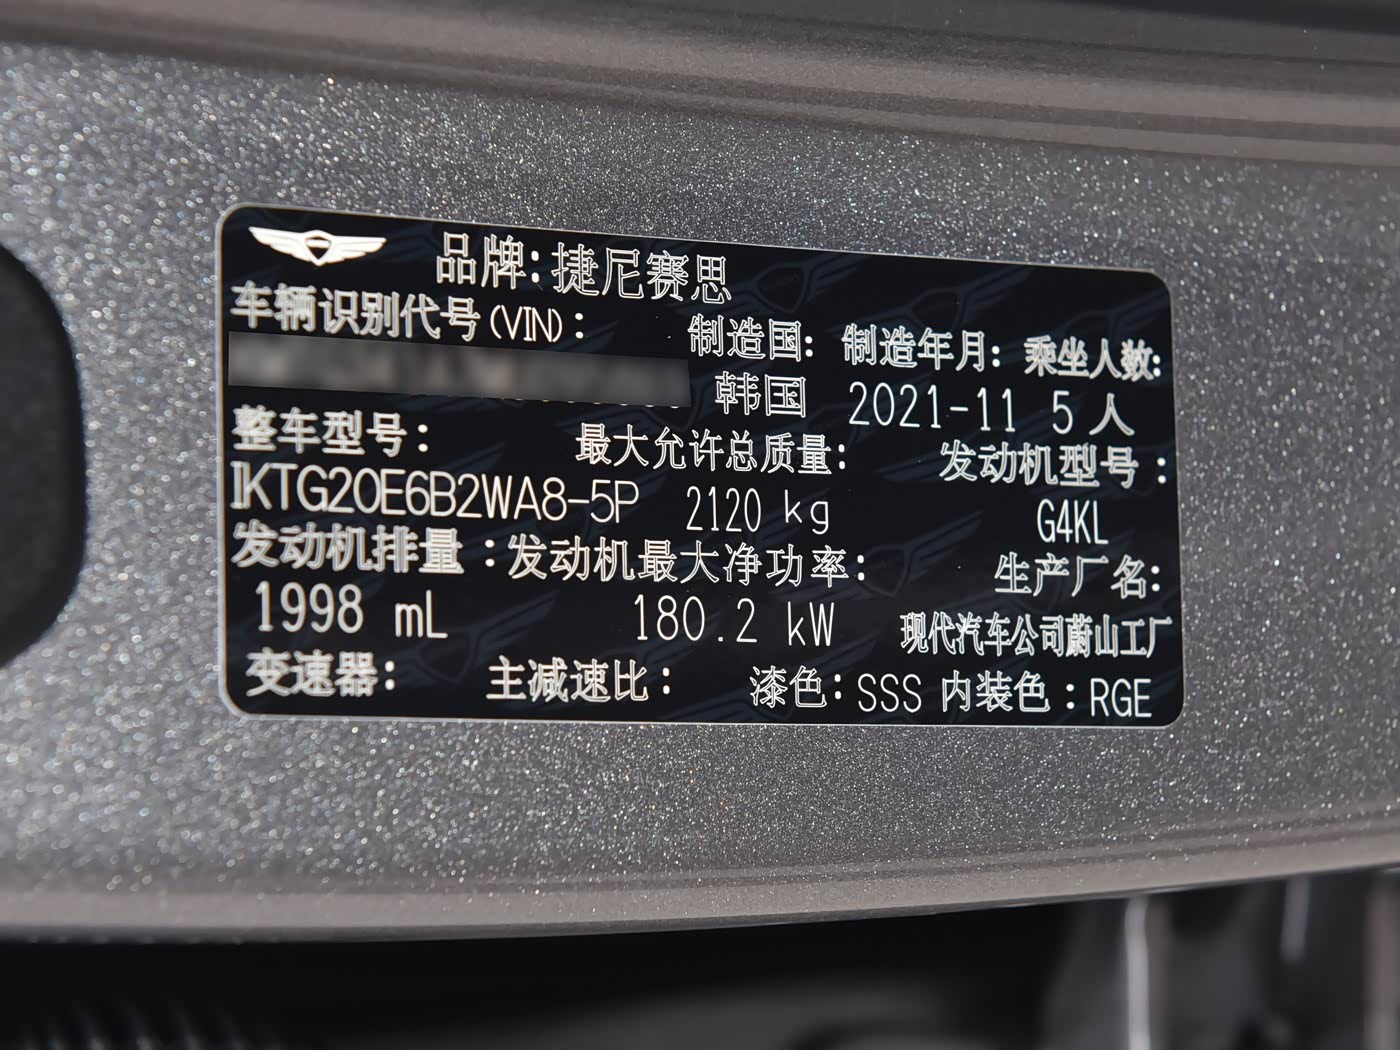 品牌:捷尼赛思
车辆识别代号(VIN): 制造国: 制造年月: 乘坐人数:
韩国 2021-11 5人
整车型号: 最大允许总质量: 发动机型号:
IKTG20E6B2WA8-5P 2120 kg G4KL
发动机排量: 发动机最大净功率: 生产厂名:
1998 mL 180.2 kW 现代汽车公司蔚山工厂
变速器: 主减速比: 漆色:SSS 内装色:RGE